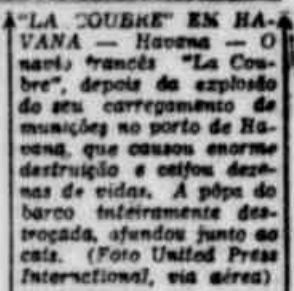 "LA COUBRE" EM HA-
VANA — Havana — O
navio francês "La Cou-
bre", depois da explosão
do seu carregamento de
munições no porto de Ha-
vana, que causou enorme
destruição e ceifou deze-
nas de vidas. A pôpa do
barco inteiramente des-
troçada, afundou junto ao
cais. (Foto United Press
International, via aérea)